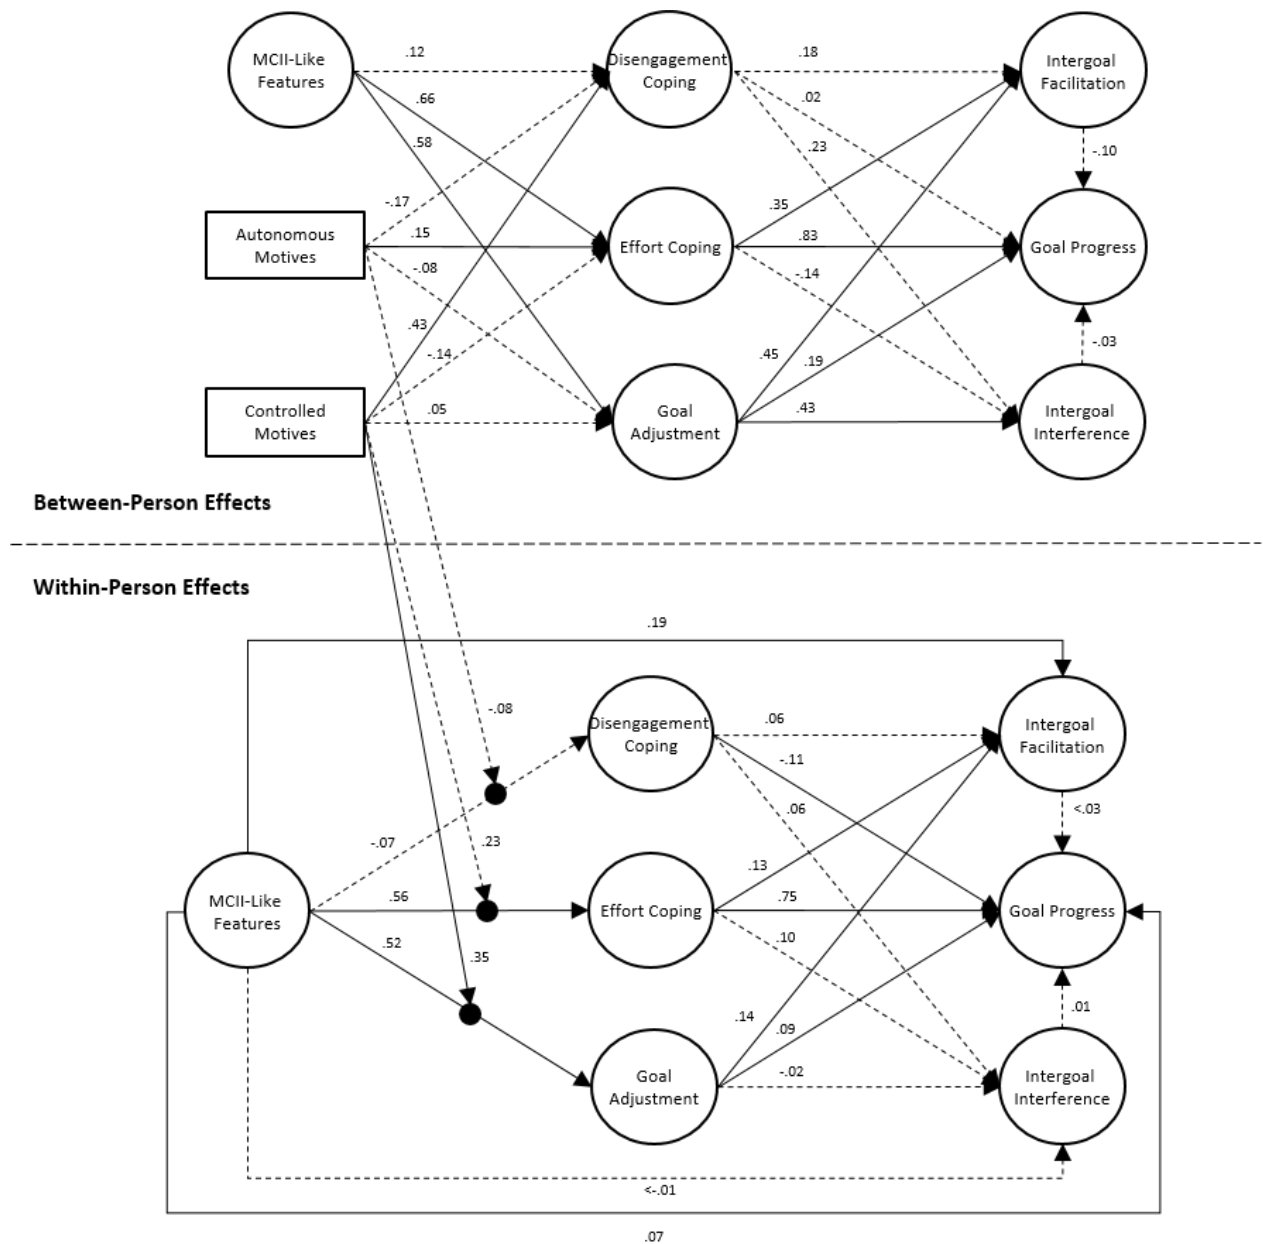 MCII-Like
Features
.12
Disengagement
Coping
.18
Intergoal
Facilitation
.66
.02
.58
.23
-.10
-.17
.35
Autonomous
Motives
.15
Effort Coping
.83
Goal Progress
-.08
-.14
.43
-.14
.45
.19
-.03
Controlled
Motives
.05
Goal
Adjustment
.43
Intergoal
Interference
Between-Person Effects
Within-Person Effects
.19
-.08
Disengagement
Coping
.06
Intergoal
Facilitation
-.11
-.07
.23
.06
<.03
.13
MCII-Like
Features
.56
Effort Coping
.75
Goal Progress
.52
.35
.10
.14
.09
.01
Goal
Adjustment
-.02
Intergoal
Interference
<-.01
.07